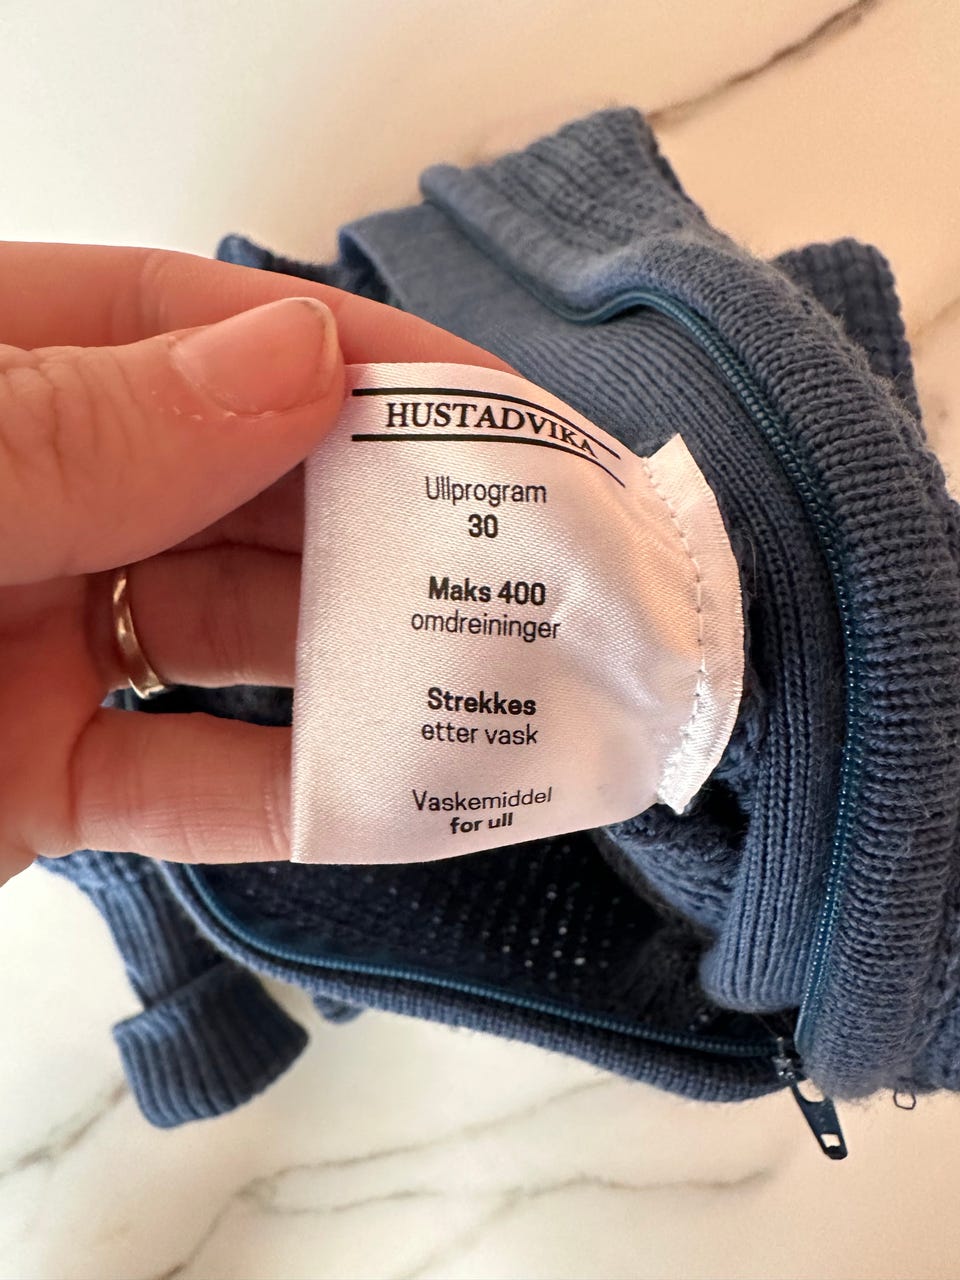 HUSTADVIKA
Ullprogram
30
Maks 400
omdreininger
Strekkes
etter vask
Vaskemiddel
for ull